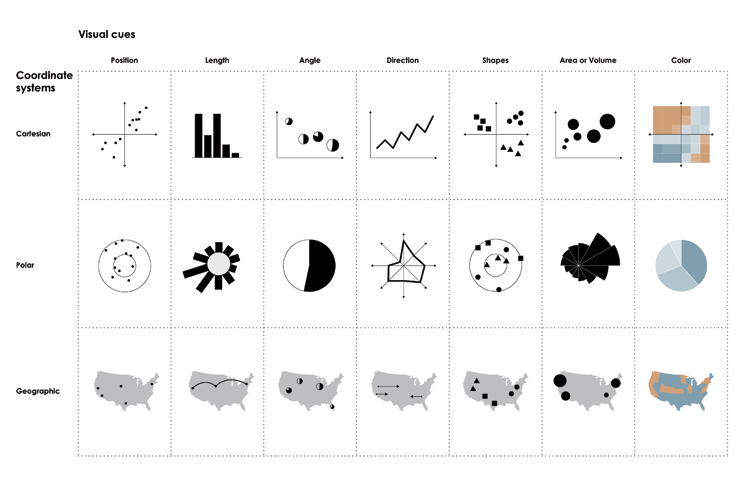 Visual cues
Position Length Angle Direction Shapes Area or Volume Color
Coordinate
systems
Cartesian
Polar
Geographic